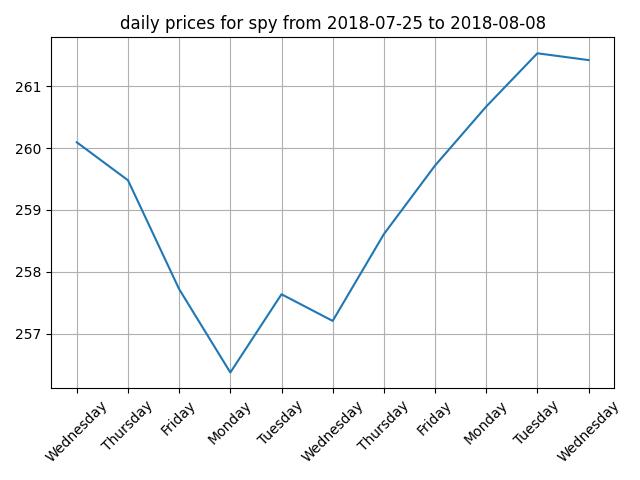 daily prices for spy from 2018-07-25 to 2018-08-08
261
260
259
258
257
Wednesday
Thursday
Friday
Monday
Tuesday
Wednesday
Thursday
Friday
Monday
Tuesday
Wednesday